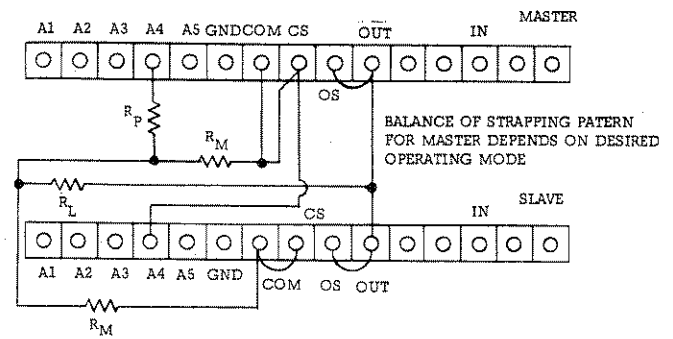 MASTER
A1 A2 A3 A4 A5 GND COM CS OUT IN
OS
R_P
R_M
BALANCE OF STRAPPING PATERN
FOR MASTER DEPENDS ON DESIRED
OPERATING MODE
R_L
CS
IN
SLAVE
A1 A2 A3 A4 A5 GND COM OS OUT
R_M